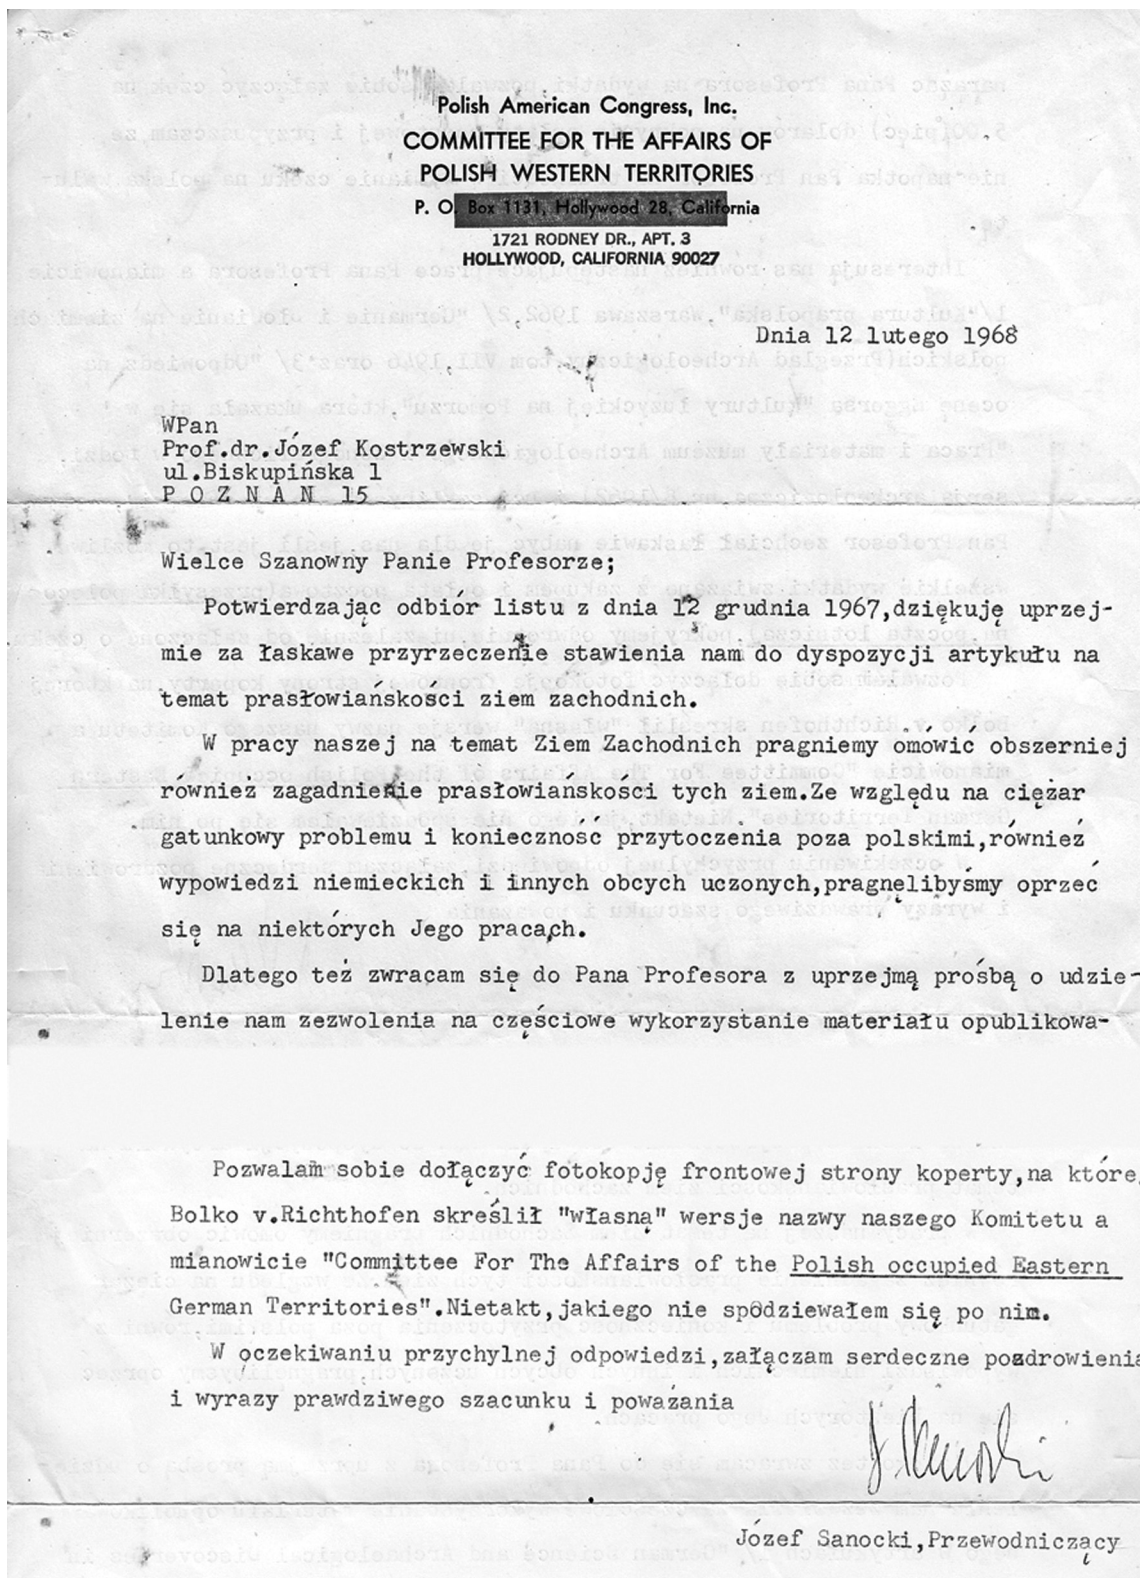 Polish American Congress, Inc.
COMMITTEE FOR THE AFFAIRS OF
POLISH WESTERN TERRITORIES
P. O. Box 1131, Hollywood 28, California
1721 RODNEY DR., APT. 3
HOLLYWOOD, CALIFORNIA 90027
Dnia 12 lutego 1968
WPan
Prof.dr.Józef Kostrzewski
ul.Biskupińska 1
P O Z N A Ń 15
Wielce Szanowny Panie Profesorze;
Potwierdzając odbiór listu z dnia 12 grudnia 1967,dziękuję uprzej-
mie za łaskawe przyrzeczenie stawienia nam do dyspozycji artykułu na
temat prasłowiańskości ziem zachodnich.
W pracy naszej na temat Ziem Zachodnich pragniemy omówić obszerniej
również zagadnienie prasłowiańskości tych ziem.Ze względu na ciężar
gatunkowy problemu i konieczność przytoczenia poza polskimi,również
wypowiedzi niemieckich i innych obcych uczonych,pragnęlibyśmy oprzeć
się na niektórych Jego pracach.
Dlatego też zwracam się do Pana Profesora z uprzejmą prośbą o udzie-
lenie nam zezwolenia na częściowe wykorzystanie materiału opublikowa-
Pozwalam sobie dołączyć fotokopję frontowej strony koperty,na które
Bolko v.Richthofen skreślił "własną" wersje nazwy naszego Komitetu a
mianowicie "Committee For The Affairs of the Polish occupied Eastern
German Territories".Nietakt,jakiego nie spodziewałem się po nim.
W oczekiwaniu przychylnej odpowiedzi,załączam serdeczne pozdrowienia
i wyrazy prawdziwego szacunku i poważania
J. Sanocki
Józef Sanocki,Przewodniczący